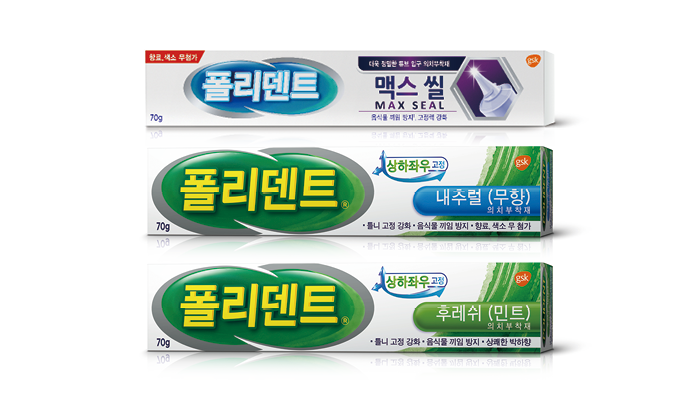 향료, 색소 무첨가
폴리덴트
70g
더욱 정밀한 튜브 입구 의치부착재
맥스 씰
MAX SEAL
음식물 끼임 방지, 고정력 강화
gsk
폴리덴트®
70g
상하좌우 고정
내추럴 (무향)
의치부착재
• 틀니 고정 강화 • 음식물 끼임 방지 • 향료, 색소 무 첨가
gsk
폴리덴트®
70g
상하좌우 고정
후레쉬 (민트)
의치부착재
• 틀니 고정 강화 • 음식물 끼임 방지 • 상쾌한 박하향
gsk